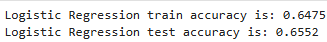 Logistic Regression train accuracy is: 0.6475
Logistic Regression test accuracy is: 0.6552